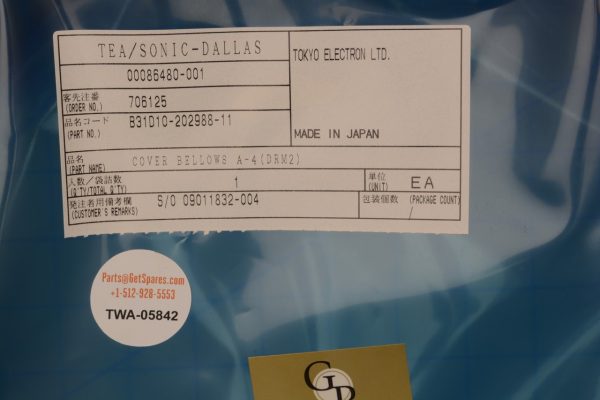 TEA/SONIC-DALLAS
TOKYO ELECTRON LTD.
00086480-001
客先注番
(ORDER NO.)
706125
品名コード
(PART NO.)
B31D10-202988-11
MADE IN JAPAN
品名
(PART NAME)
COVER BELLOWS A-4(DRM2)
入数/袋詰数
(Q'TY/TOTAL Q'TY)
1
単位
(UNIT)
EA
発注者用備考欄
(CUSTOMER'S REMARKS)
S/O 09011832-004
包装個数 (PACKAGE COUNT)
/
Parts@GetSpares.com
+1-512-928-5553
TWA-05842